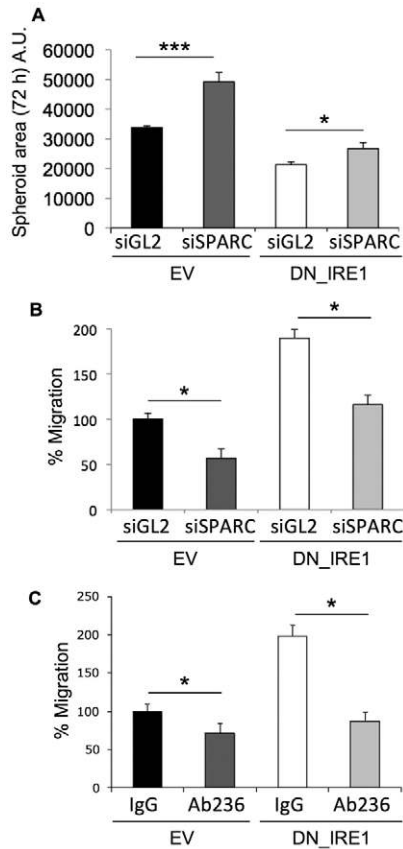 A
Spheroid area (72 h) A.U.
60000
50000
40000
30000
20000
10000
0
***
*
siGL2 siSPARC siGL2 siSPARC
EV DN_IRE1
B
% Migration
200
150
100
50
0
*
*
siGL2 siSPARC siGL2 siSPARC
EV DN_IRE1
C
% Migration
250
200
150
100
50
0
*
*
IgG Ab236 IgG Ab236
EV DN_IRE1